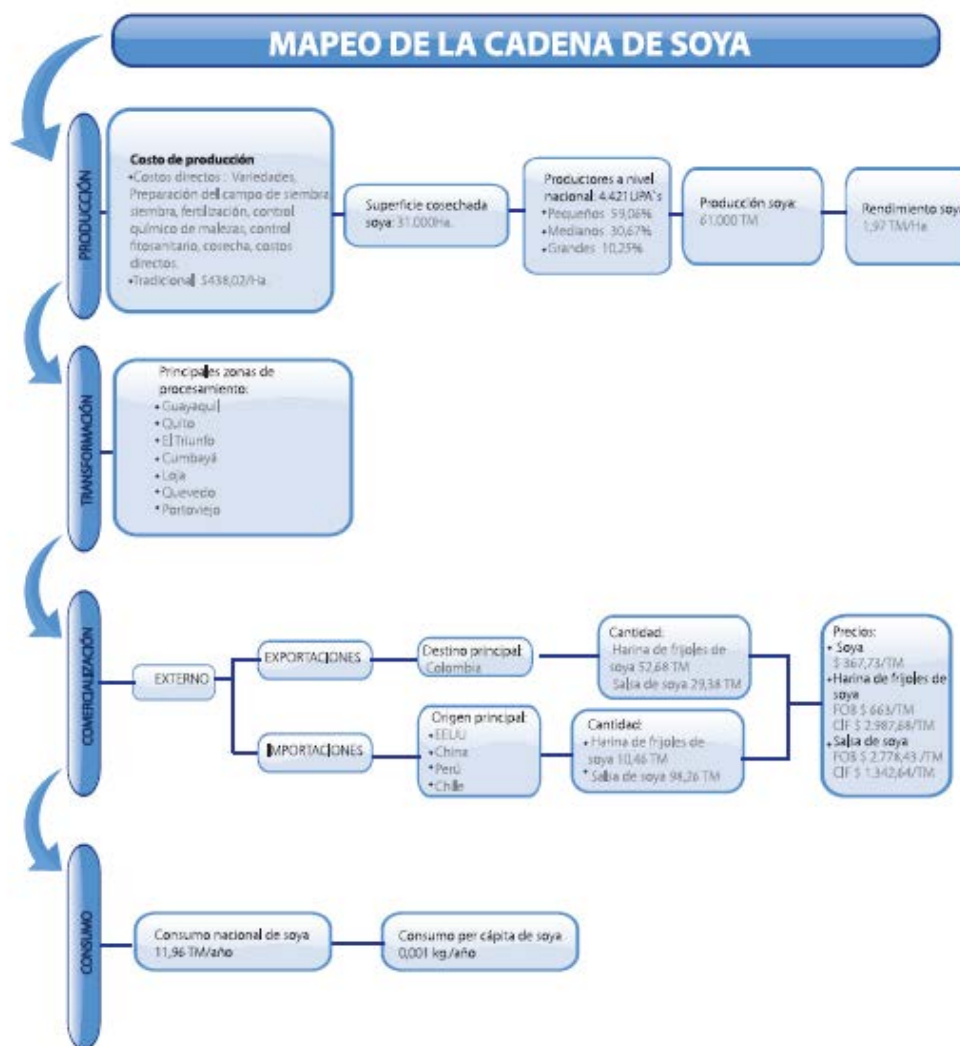 MAPEO DE LA CADENA DE SOYA
PRODUCCIÓN
Costo de producción
•Costos directos : Variedades,
Preparación del campo de siembra
siembra, fertilización, control
químico de malezas, control
fitosanitario, cosecha, costos
directos.
•Tradicional $438,02/Ha.
Superficie cosechada
soya: 31.000Ha.
Productores a nivel
nacional: 4.421UPA`s
•Pequeños 59,06%
•Medianos 30,67%
•Grandes 10,25%
Producción soya:
61.000 TM
Rendimiento soy
1,97 TM/Ha
TRANSFORMACIÓN
Principales zonas de
procesamiento:
•Guayaquil
•Quito
•El Triunfo
•Cumbayá
•Loja
•Quevedo
•Portoviejo
COMERCIALIZACIÓN
EXTERNO
EXPORTACIONES
Destino principal:
Colombia
Cantidad:
Harina de frijoles de
soya 52,68 TM
Salsa de soya 29,38 TM
IMPORTACIONES
Origen principal:
•EEUU
•China
•Perú
•Chille
Cantidad:
•Harina de frijoles de
soya 10,46 TM
•Salsa de soya 98,26 TM
Precios:
•Soya
$ 367,73/TM
•Harina de frijoles de
soya
FOB $ 663/TM
CIF $ 2.987,68/TM
•Salsa de soya
FOB $ 2.778,43 /TM
CIF $ 1.342,64/TM
CONSUMO
Consumo nacional de soya
11,96 TM/año
Consumo per cápita de soya
0,001 kg./año